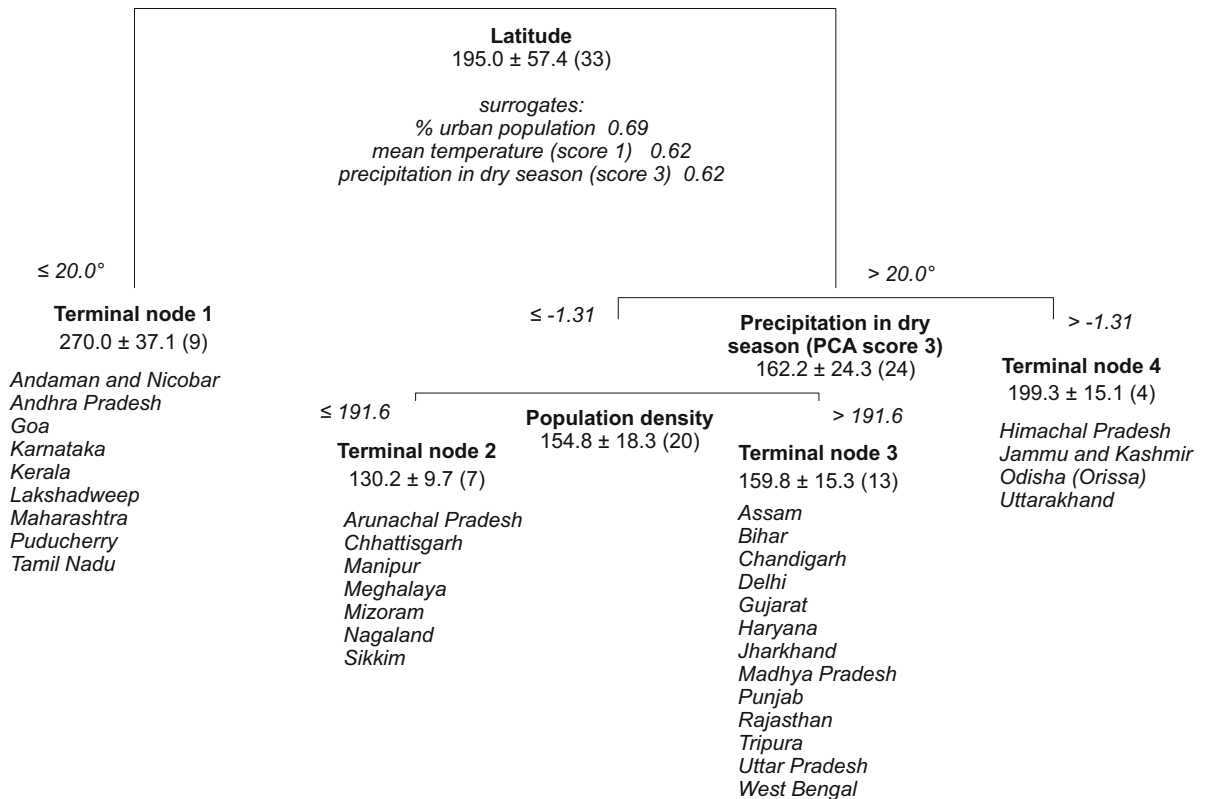 Latitude
195.0 ± 57.4 (33)
surrogates:
% urban population 0.69
mean temperature (score 1) 0.62
precipitation in dry season (score 3) 0.62
≤ 20.0°
> 20.0°
Terminal node 1
270.0 ± 37.1 (9)
Andaman and Nicobar
Andhra Pradesh
Goa
Karnataka
Kerala
Lakshadweep
Maharashtra
Puducherry
Tamil Nadu
≤ -1.31
Precipitation in dry
season (PCA score 3)
162.2 ± 24.3 (24)
> -1.31
Terminal node 4
199.3 ± 15.1 (4)
Himachal Pradesh
Jammu and Kashmir
Odisha (Orissa)
Uttarakhand
≤ 191.6
Population density
154.8 ± 18.3 (20)
> 191.6
Terminal node 2
130.2 ± 9.7 (7)
Arunachal Pradesh
Chhattisgarh
Manipur
Meghalaya
Mizoram
Nagaland
Sikkim
Terminal node 3
159.8 ± 15.3 (13)
Assam
Bihar
Chandigarh
Delhi
Gujarat
Haryana
Jharkhand
Madhya Pradesh
Punjab
Rajasthan
Tripura
Uttar Pradesh
West Bengal